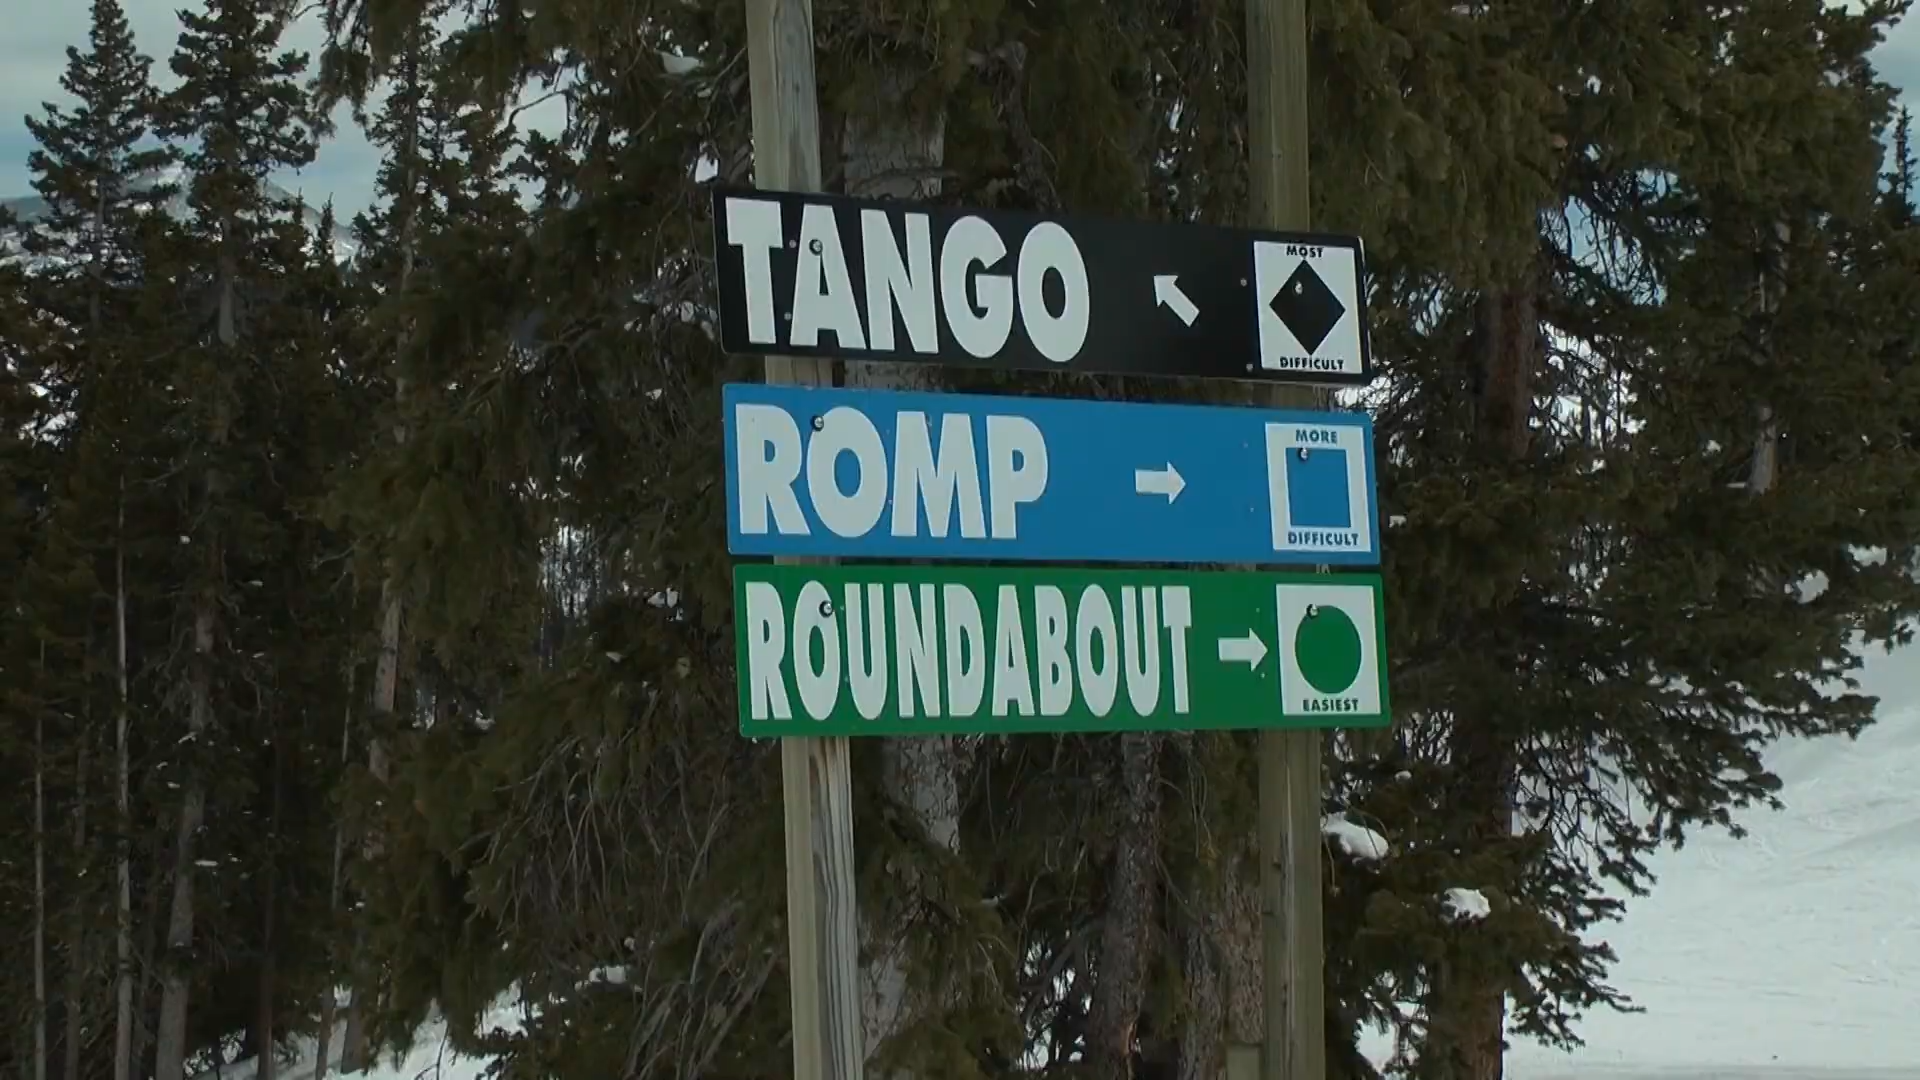 TANGO
MOST
DIFFICULT
ROMP
MORE
DIFFICULT
ROUNDABOUT
EASIEST